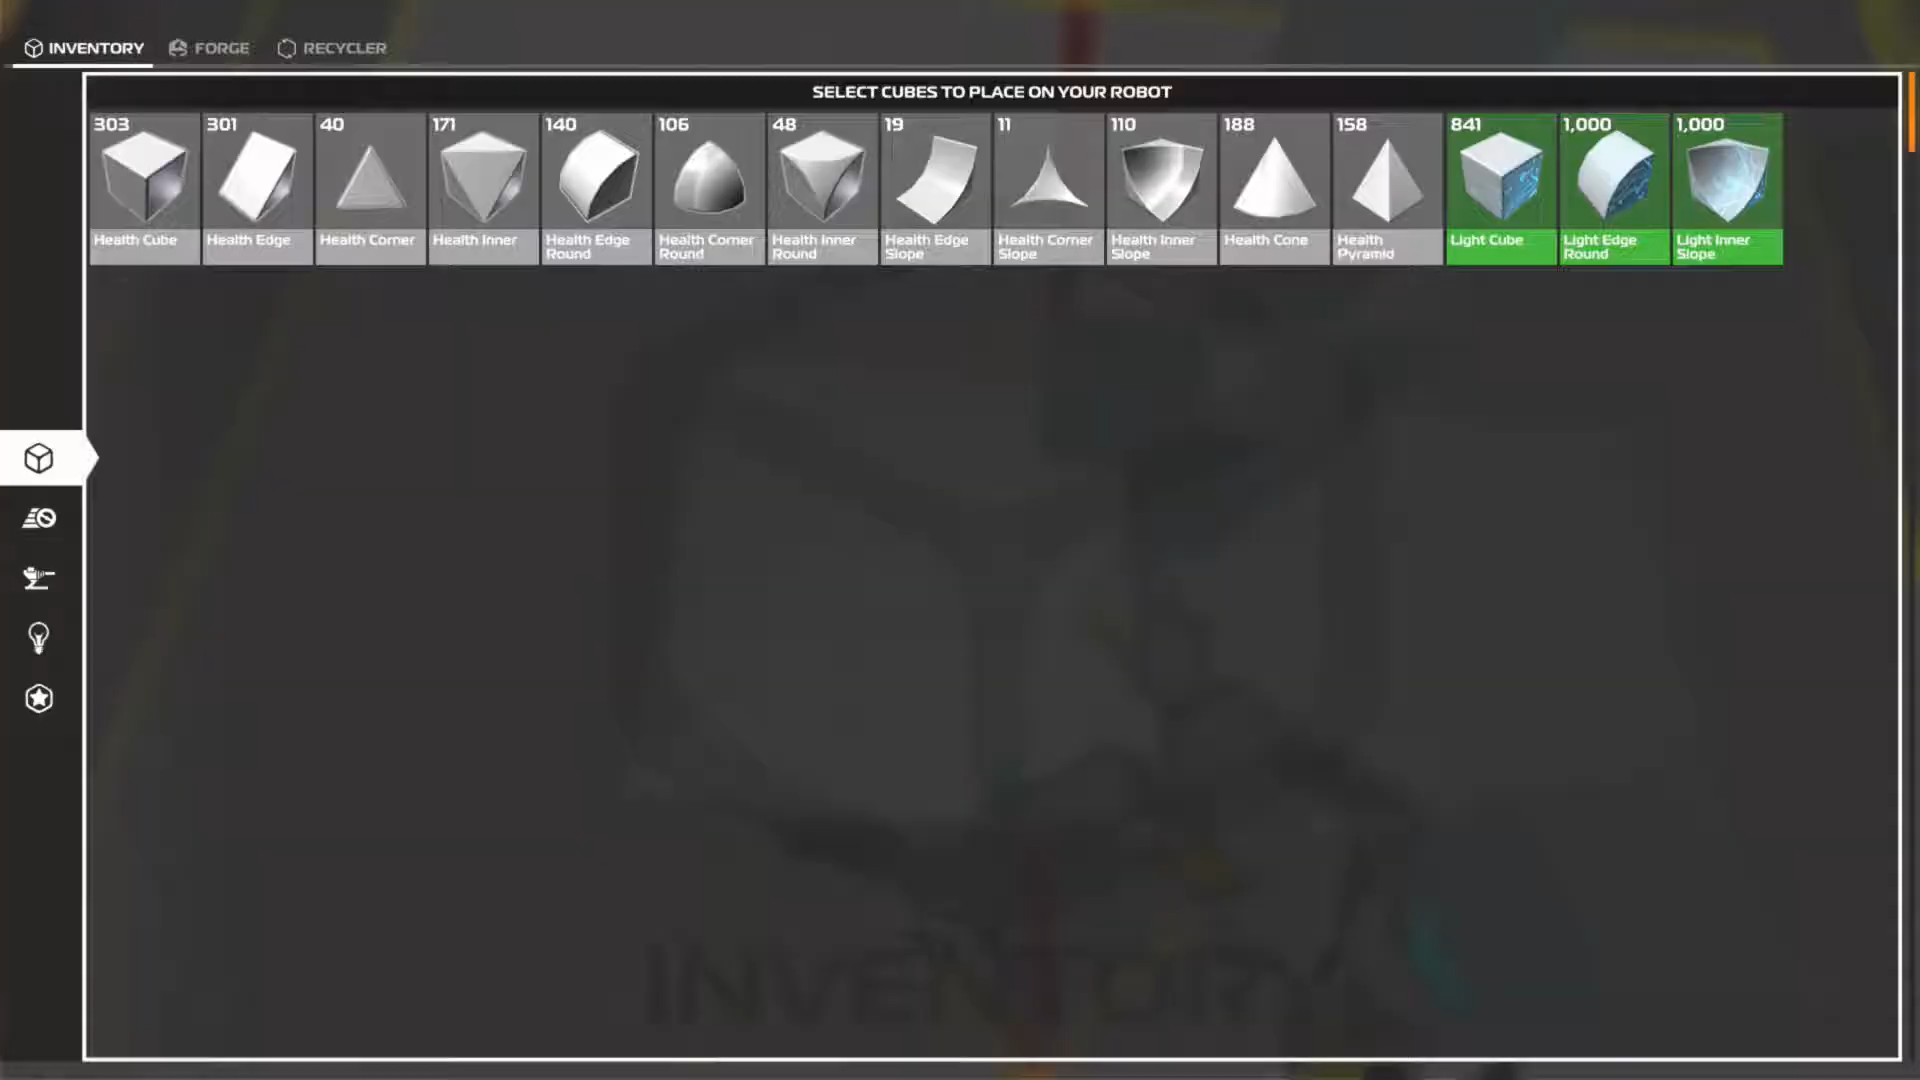 INVENTORY FORGE RECYCLER
SELECT CUBES TO PLACE ON YOUR ROBOT
303 301 40 171 140 106 48 19 11 110 188 158 841 1,000 1,000
Health Cube
Health Edge
Health Corner
Health Inner
Health Edge
Round
Health Corner
Round
Health Inner
Round
Health Edge
Slope
Health Corner
Slope
Health Inner
Slope
Health Cone
Health
Pyramid
Light Cube
Light Edge
Round
Light Inner
Slope
INVENTORY